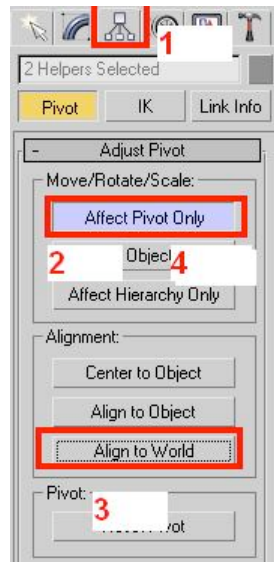 1
2 Helpers Selected
Pivot IK Link Info
- Adjust Pivot
Move/Rotate/Scale:
Affect Pivot Only
2 Object 4
Affect Hierarchy Only
Alignment:
Center to Object
Align to Object
Align to World
Pivot:
3